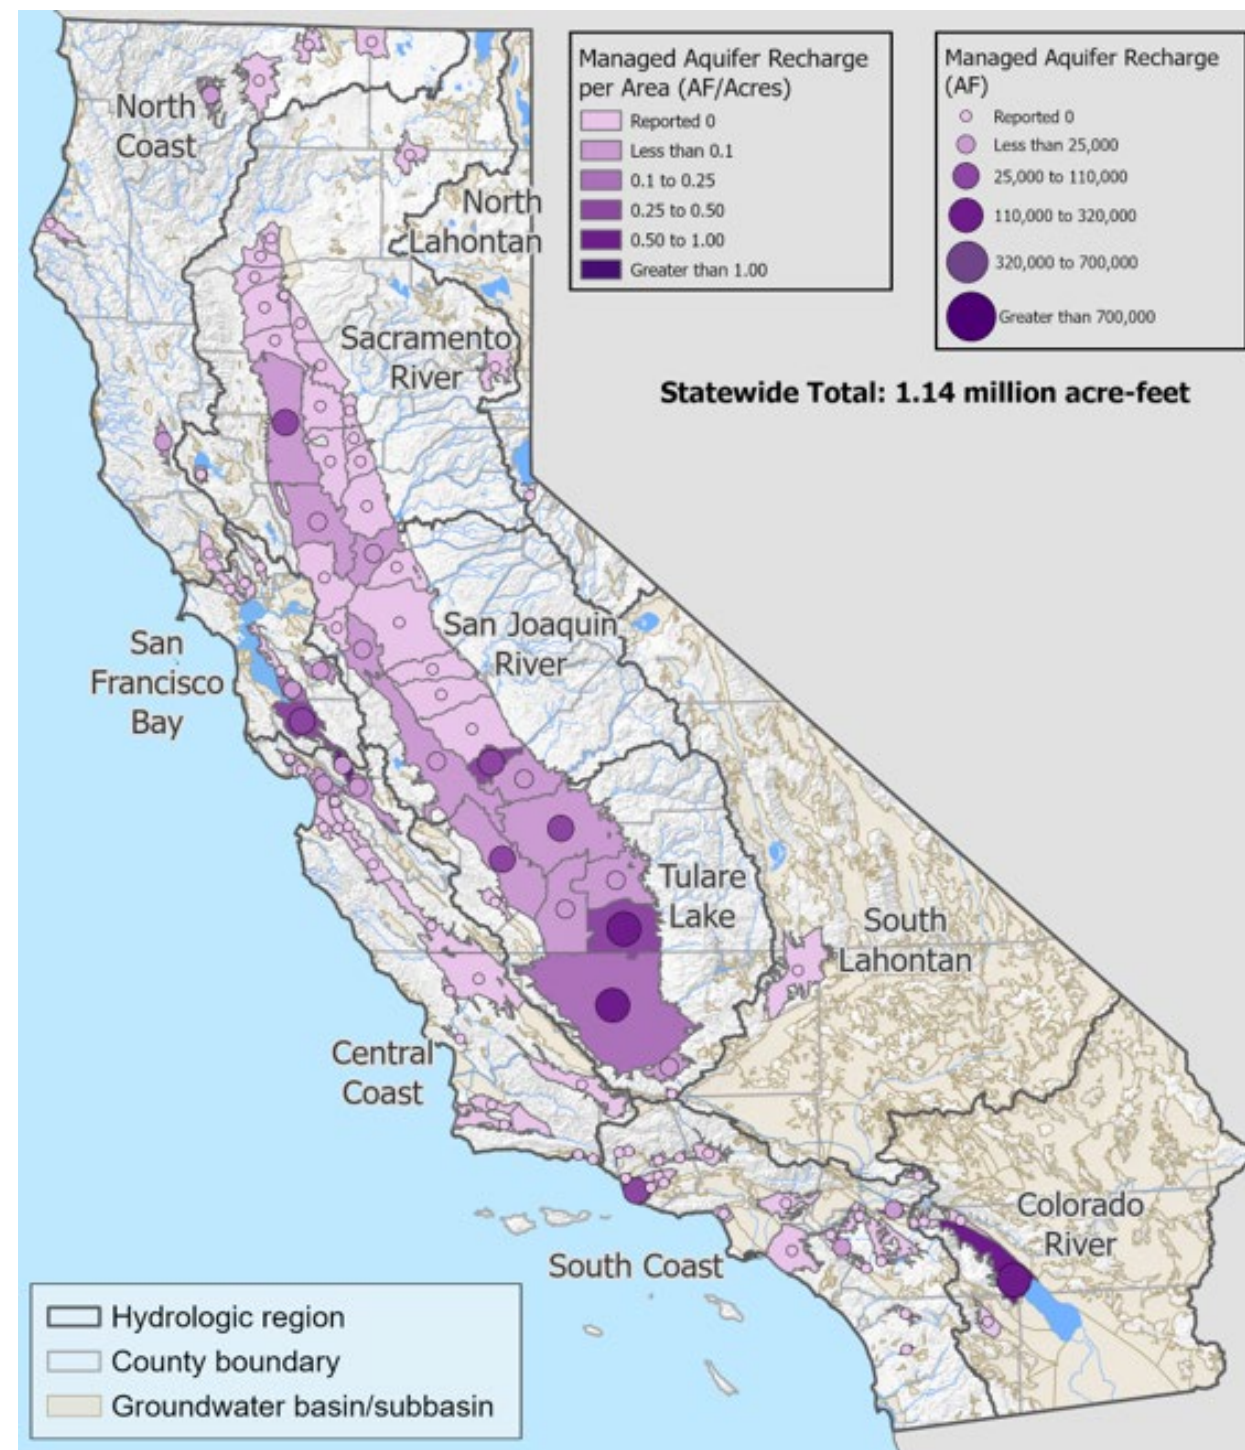 Managed Aquifer Recharge
per Area (AF/Acres)
Reported 0
Less than 0.1
0.1 to 0.25
0.25 to 0.50
0.50 to 1.00
Greater than 1.00
Managed Aquifer Recharge
(AF)
Reported 0
Less than 25,000
25,000 to 110,000
110,000 to 320,000
320,000 to 700,000
Greater than 700,000
Statewide Total: 1.14 million acre-feet
North
Coast
North
Lahontan
Sacramento
River
San
Francisco
Bay
San Joaquin
River
Tulare
Lake
South
Lahontan
Central
Coast
South Coast
Colorado
River
Hydrologic region
County boundary
Groundwater basin/subbasin